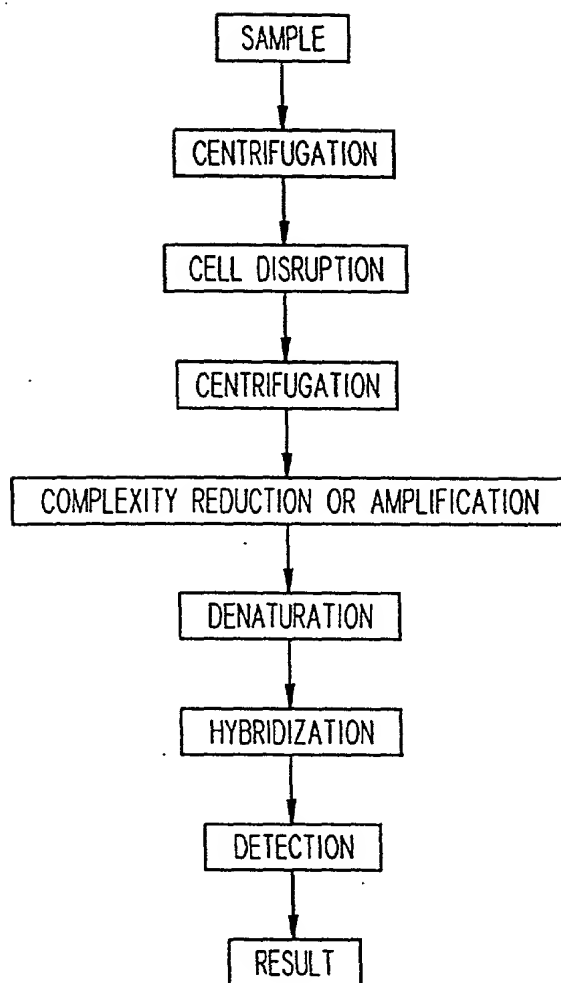 SAMPLE
CENTRIFUGATION
CELL DISRUPTION
CENTRIFUGATION
COMPLEXITY REDUCTION OR AMPLIFICATION
DENATURATION
HYBRIDIZATION
DETECTION
RESULT